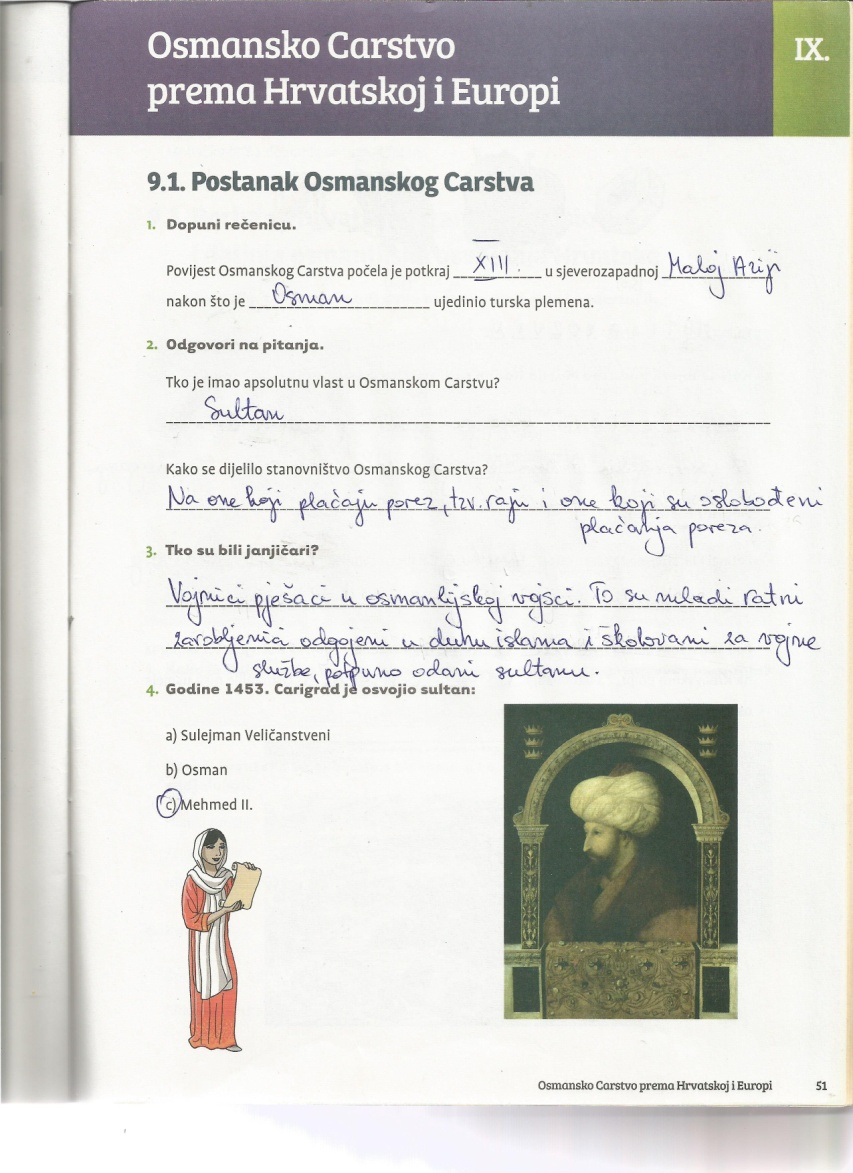 Osmansko Carstvo
prema Hrvatskoj i Europi
IX.
9.1. Postanak Osmanskog Carstva
1. Dopuni rečenicu.
Povijest Osmanskog Carstva počela je potkraj XIII. u sjeverozapadnoj Maloj Aziji
nakon što je Osman ujedinio turska plemena.
2. Odgovori na pitanja.
Tko je imao apsolutnu vlast u Osmanskom Carstvu?
Sultan
Kako se dijelilo stanovništvo Osmanskog Carstva?
Na one koji plaćaju porez, tzv. raju i one koji su oslobođeni
plaćanja poreza.
3. Tko su bili janjičari?
Vojnici pješaci u osmanlijskoj vojsci. To su mladi ratni
zarobljenici odgojeni u duhu islama i školovani za vojne
službe, potpuno odani sultanu.
4. Godine 1453. Carigrad je osvojio sultan:
a) Sulejman Veličanstveni
b) Osman
c) Mehmed II.
Osmansko Carstvo prema Hrvatskoj i Europi 51